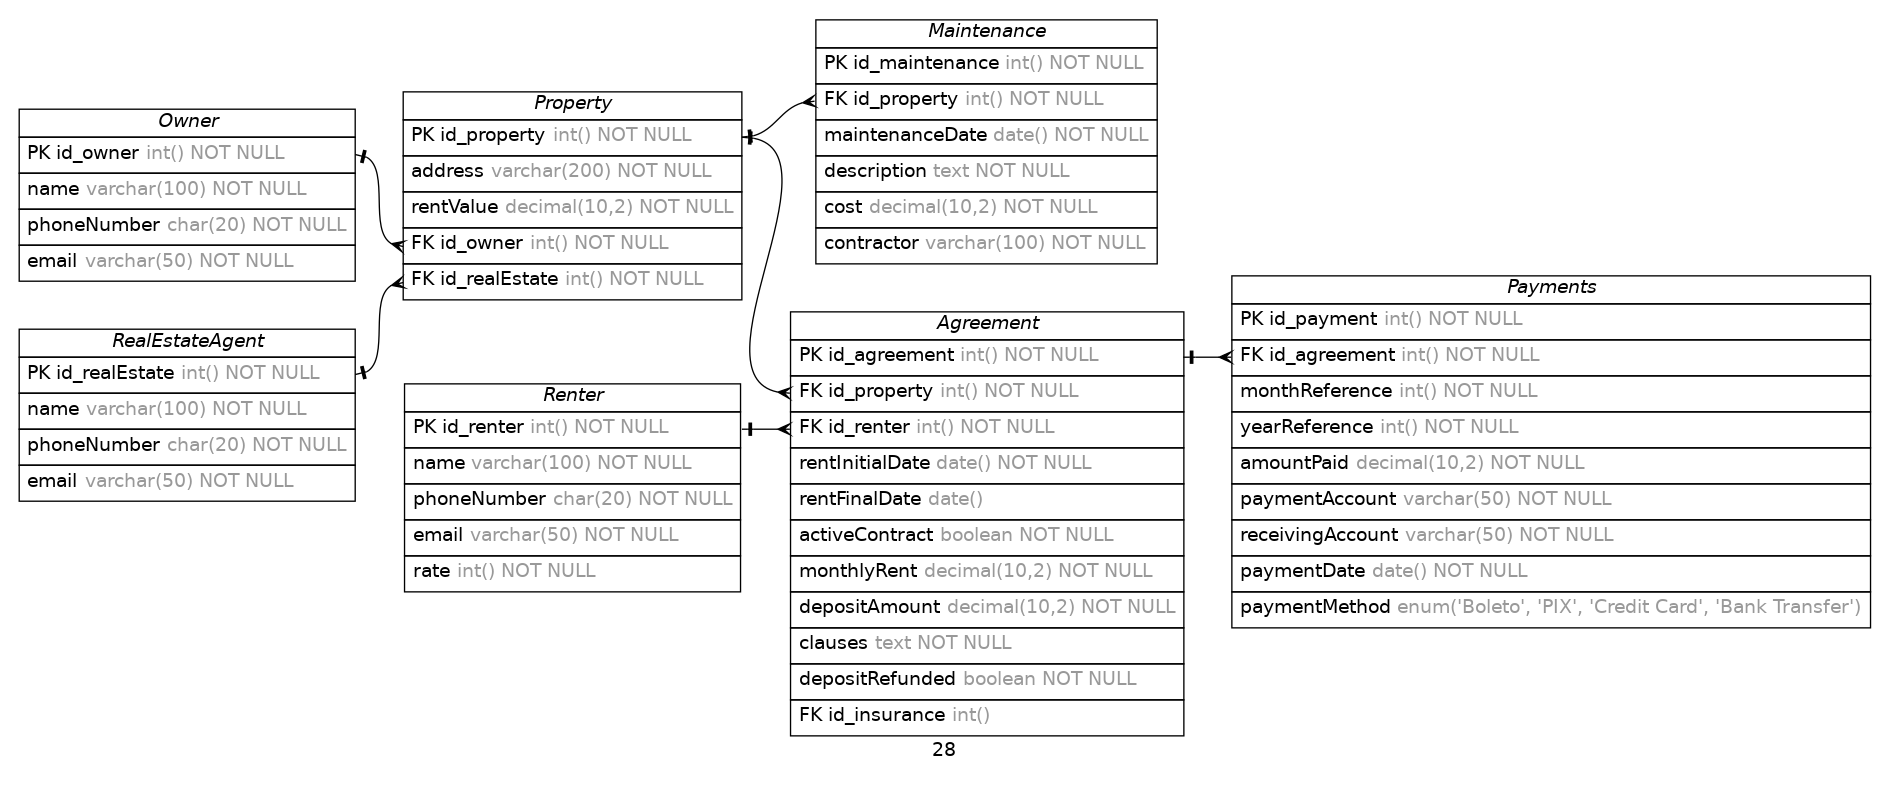 Owner
PK id_owner int() NOT NULL
name varchar(100) NOT NULL
phoneNumber char(20) NOT NULL
email varchar(50) NOT NULL
RealEstateAgent
PK id_realEstate int() NOT NULL
name varchar(100) NOT NULL
phoneNumber char(20) NOT NULL
email varchar(50) NOT NULL
Property
PK id_property int() NOT NULL
address varchar(200) NOT NULL
rentValue decimal(10,2) NOT NULL
FK id_owner int() NOT NULL
FK id_realEstate int() NOT NULL
Renter
PK id_renter int() NOT NULL
name varchar(100) NOT NULL
phoneNumber char(20) NOT NULL
email varchar(50) NOT NULL
rate int() NOT NULL
Maintenance
PK id_maintenance int() NOT NULL
FK id_property int() NOT NULL
maintenanceDate date() NOT NULL
description text NOT NULL
cost decimal(10,2) NOT NULL
contractor varchar(100) NOT NULL
Agreement
PK id_agreement int() NOT NULL
FK id_property int() NOT NULL
FK id_renter int() NOT NULL
rentInitialDate date() NOT NULL
rentFinalDate date()
activeContract boolean NOT NULL
monthlyRent decimal(10,2) NOT NULL
depositAmount decimal(10,2) NOT NULL
clauses text NOT NULL
depositRefunded boolean NOT NULL
FK id_insurance int()
Payments
PK id_payment int() NOT NULL
FK id_agreement int() NOT NULL
monthReference int() NOT NULL
yearReference int() NOT NULL
amountPaid decimal(10,2) NOT NULL
paymentAccount varchar(50) NOT NULL
receivingAccount varchar(50) NOT NULL
paymentDate date() NOT NULL
paymentMethod enum('Boleto', 'PIX', 'Credit Card', 'Bank Transfer')
28